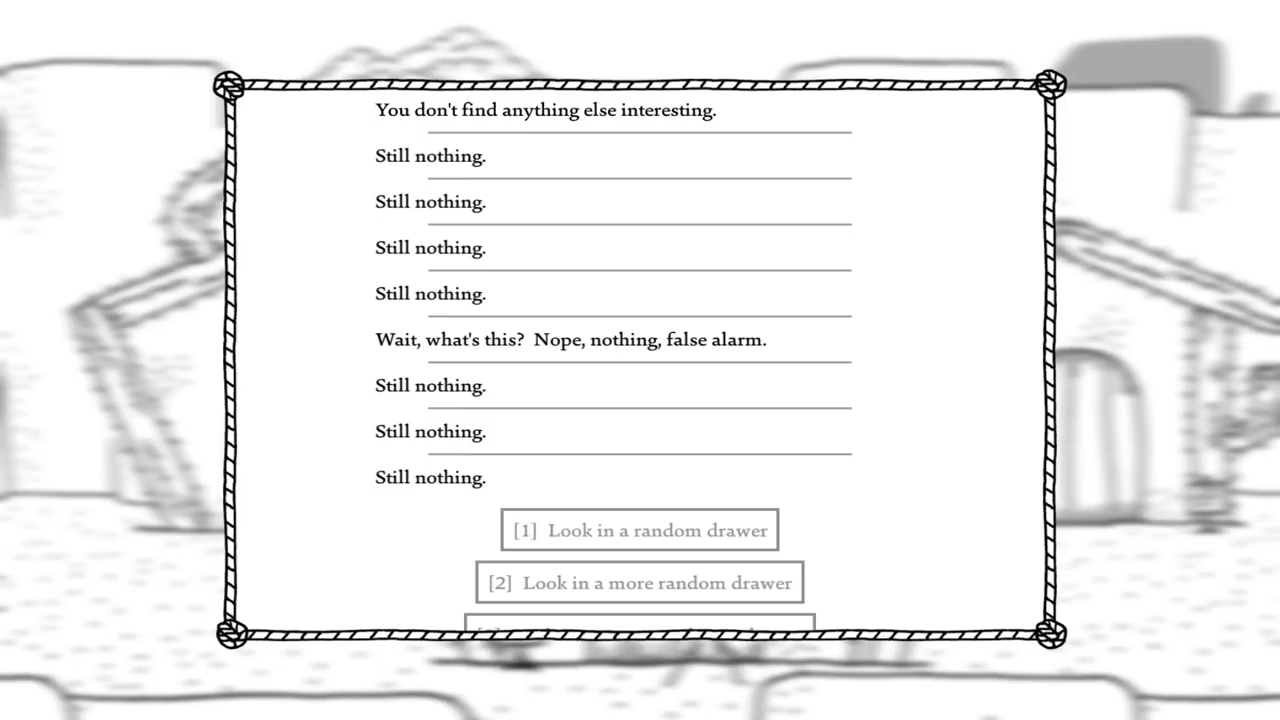 You don't find anything else interesting.
Still nothing.
Still nothing.
Still nothing.
Still nothing.
Wait, what's this?  Nope, nothing, false alarm.
Still nothing.
Still nothing.
Still nothing.
[1]  Look in a random drawer
[2]  Look in a more random drawer